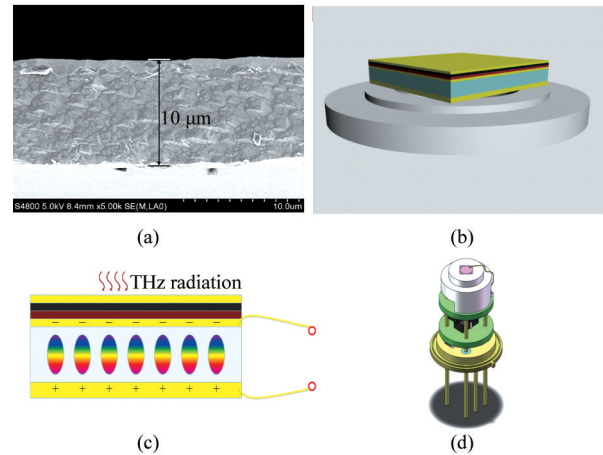 10 μm
S4800 5.0kV 8.4mm x5.00k SE(M,LA0)
10.0um
(a)
(b)
THz radiation
− − − − − − −
+ + + + + + +
(c)
(d)